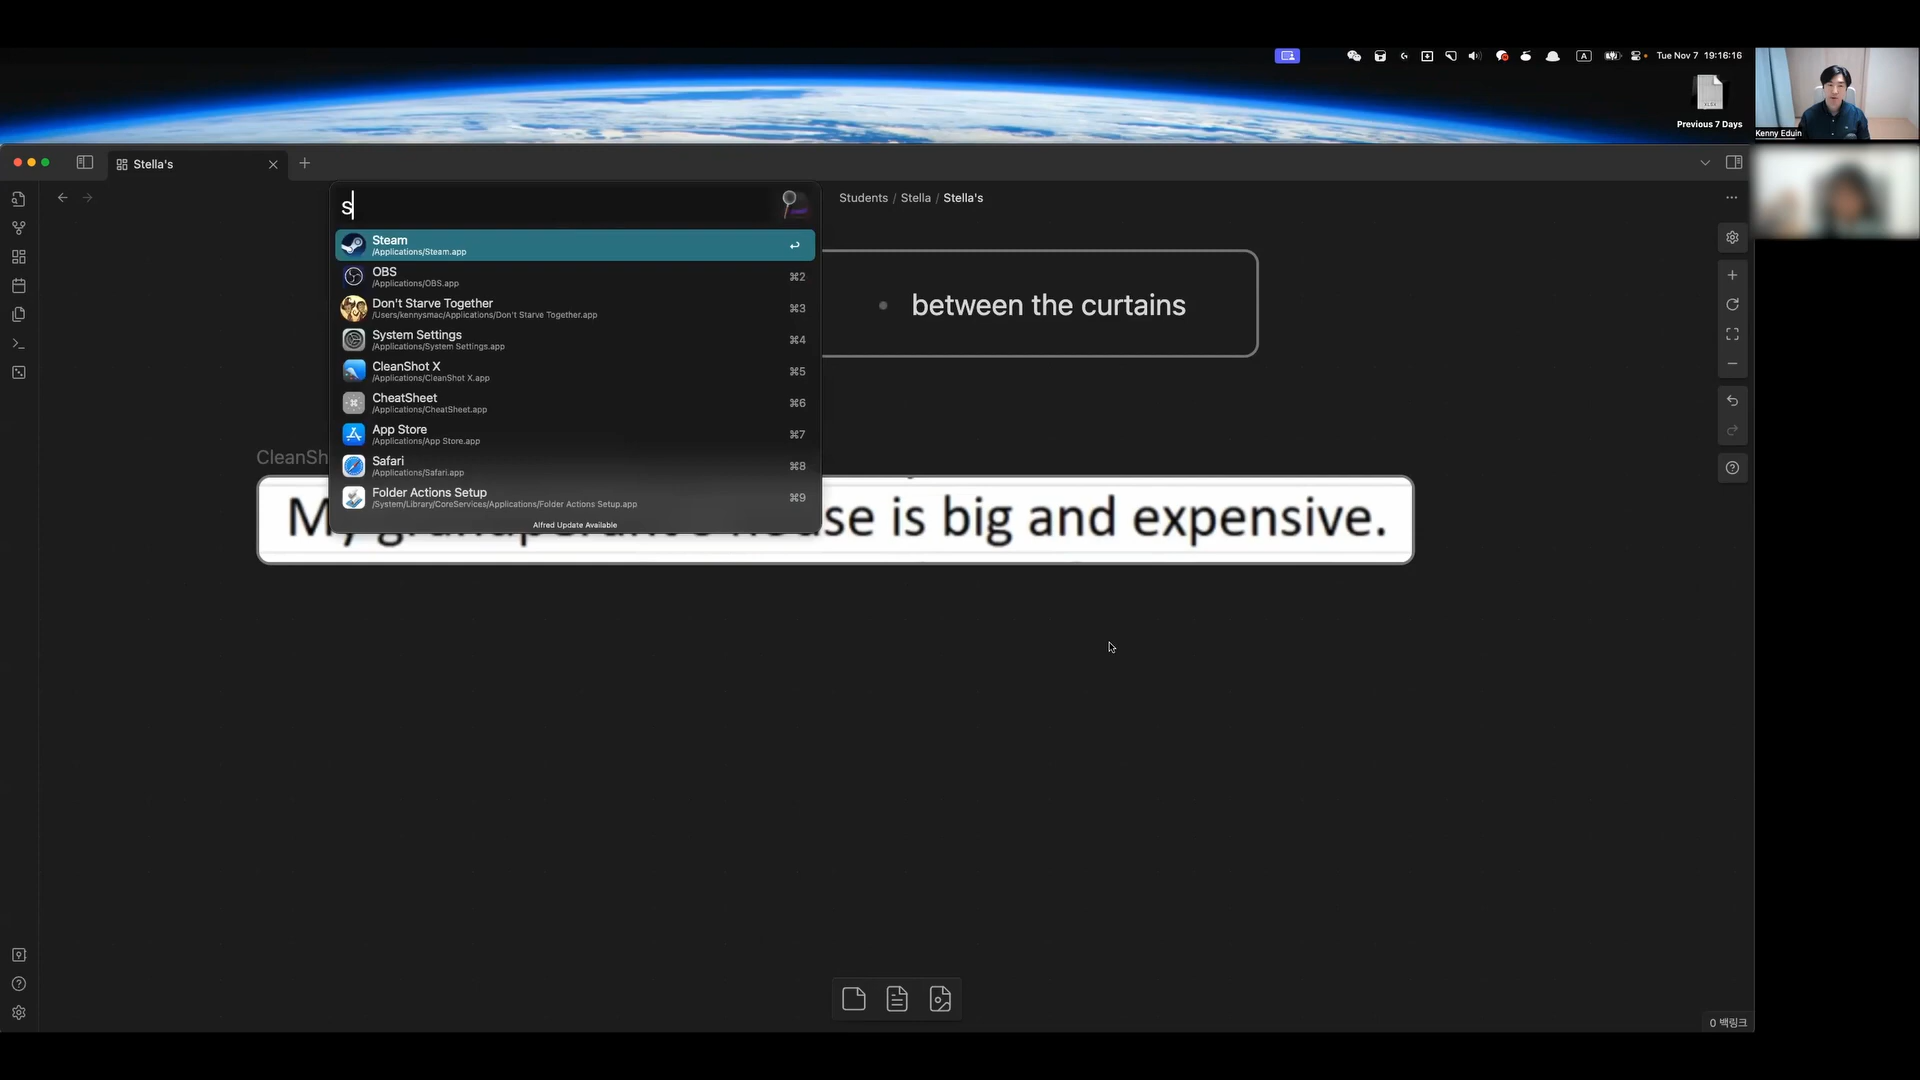 Tue Nov 7 19:16:16
A
XLSX
Previous 7 Days
Kenny Eduin
Stella's
Students / Stella / Stella's
s
Steam
/Applications/Steam.app
OBS
/Applications/OBS.app
⌘2
Don't Starve Together
/Users/kennysmac/Applications/Don't Starve Together.app
⌘3
System Settings
/Applications/System Settings.app
⌘4
CleanShot X
/Applications/CleanShot X.app
⌘5
CheatSheet
/Applications/CheatSheet.app
⌘6
App Store
/Applications/App Store.app
⌘7
Safari
/Applications/Safari.app
⌘8
Folder Actions Setup
/System/Library/CoreServices/Applications/Folder Actions Setup.app
⌘9
Alfred Update Available
between the curtains
CleanSh
is big and expensive.
0 백링크